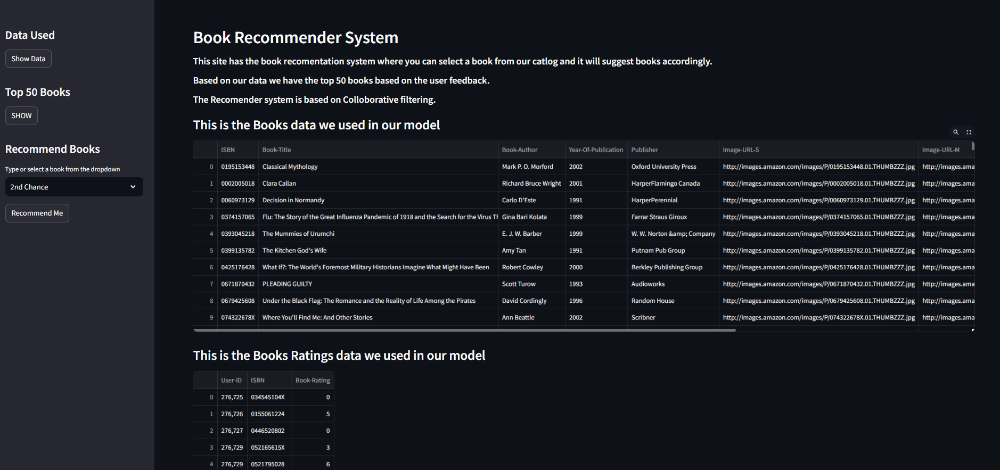 Data Used
Show Data
Top 50 Books
SHOW
Recommend Books
Type or select a book from the dropdown
2nd Chance
Recommend Me
Book Recommender System
This site has the book recomentation system where you can select a book from our catlog and it will suggest books accordingly.
Based on our data we have the top 50 books based on the user feedback.
The Recomender system is based on Colloborative filtering.
This is the Books data we used in our model
ISBN Book-Title Book-Author Year-Of-Publication Publisher Image-URL-S Image-URL-M
0 0195153448 Classical Mythology Mark P. O. Morford 2002 Oxford University Press http://images.amazon.com/images/P/0195153448.01.THUMBZZZ.jpg http://images.ama
1 0002005018 Clara Callan Richard Bruce Wright 2001 HarperFlamingo Canada http://images.amazon.com/images/P/0002005018.01.THUMBZZZ.jpg http://images.ama
2 0060973129 Decision in Normandy Carlo D'Este 1991 HarperPerennial http://images.amazon.com/images/P/0060973129.01.THUMBZZZ.jpg http://images.ama
3 0374157065 Flu: The Story of the Great Influenza Pandemic of 1918 and the Search for the Virus Th Gina Bari Kolata 1999 Farrar Straus Giroux http://images.amazon.com/images/P/0374157065.01.THUMBZZZ.jpg http://images.ama
4 0393045218 The Mummies of Urumchi E. J. W. Barber 1999 W. W. Norton &amp; Company http://images.amazon.com/images/P/0393045218.01.THUMBZZZ.jpg http://images.ama
5 0399135782 The Kitchen God's Wife Amy Tan 1991 Putnam Pub Group http://images.amazon.com/images/P/0399135782.01.THUMBZZZ.jpg http://images.ama
6 0425176428 What If?: The World's Foremost Military Historians Imagine What Might Have Been Robert Cowley 2000 Berkley Publishing Group http://images.amazon.com/images/P/0425176428.01.THUMBZZZ.jpg http://images.ama
7 0671870432 PLEADING GUILTY Scott Turow 1993 Audioworks http://images.amazon.com/images/P/0671870432.01.THUMBZZZ.jpg http://images.ama
8 0679425608 Under the Black Flag: The Romance and the Reality of Life Among the Pirates David Cordingly 1996 Random House http://images.amazon.com/images/P/0679425608.01.THUMBZZZ.jpg http://images.ama
9 074322678X Where You'll Find Me: And Other Stories Ann Beattie 2002 Scribner http://images.amazon.com/images/P/074322678X.01.THUMBZZZ.jpg http://images.ama
This is the Books Ratings data we used in our model
User-ID ISBN Book-Rating
0 276,725 034545104X 0
1 276,726 0155061224 5
2 276,727 0446520802 0
3 276,729 052165615X 3
4 276,729 0521795028 6